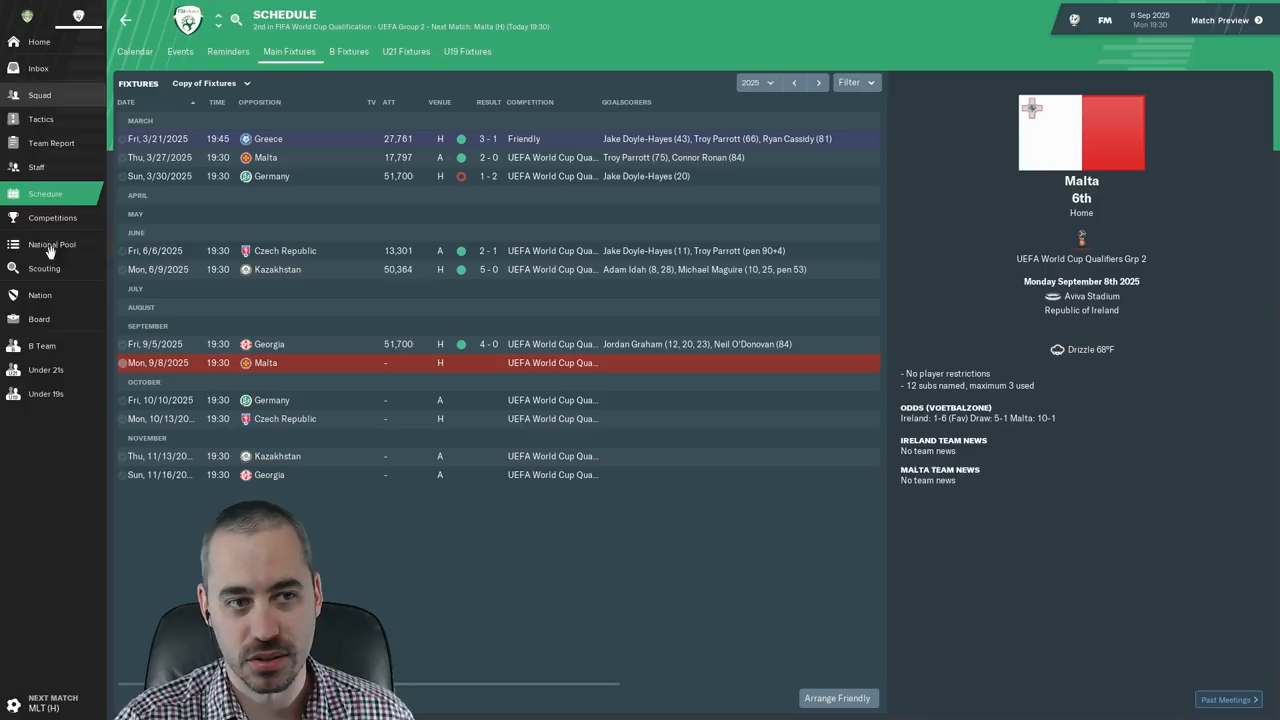 SCHEDULE
2nd in FIFA World Cup Qualification - UEFA Group 2 - Next Match: Malta (H) (Today 19:30)
FM
8 Sep 2025
Mon 19:30
Match Preview
Calendar Events Reminders Main Fixtures B Fixtures U21 Fixtures U19 Fixtures
Home
Inbox
Squad
Tactics
Team Report
Staff
Schedule
Competitions
National Pool
Scouting
Nation
Board
B Team
Under 21s
Under 19s
NEXT MATCH
MLT (H)
FIXTURES Copy of Fixtures 2025 Filter
DATE TIME OPPOSITION TV ATT VENUE RESULT COMPETITION GOALSCORERS
MARCH
Fri, 3/21/2025 19:45 Greece 27,761 H 3 - 1 Friendly Jake Doyle-Hayes (43), Troy Parrott (66), Ryan Cassidy (81)
Thu, 3/27/2025 19:30 Malta 17,797 A 2 - 0 UEFA World Cup Qua... Troy Parrott (75), Connor Ronan (84)
Sun, 3/30/2025 19:30 Germany 51,700 H 1 - 2 UEFA World Cup Qua... Jake Doyle-Hayes (20)
APRIL
MAY
JUNE
Fri, 6/6/2025 19:30 Czech Republic 13,301 A 2 - 1 UEFA World Cup Qua... Jake Doyle-Hayes (11), Troy Parrott (pen 90+4)
Mon, 6/9/2025 19:30 Kazakhstan 50,364 H 5 - 0 UEFA World Cup Qua... Adam Idah (8, 28), Michael Maguire (10, 25, pen 53)
JULY
AUGUST
SEPTEMBER
Fri, 9/5/2025 19:30 Georgia 51,700 H 4 - 0 UEFA World Cup Qua... Jordan Graham (12, 20, 23), Neil O'Donovan (84)
Mon, 9/8/2025 19:30 Malta - H UEFA World Cup Qua...
OCTOBER
Fri, 10/10/2025 19:30 Germany - A UEFA World Cup Qua...
Mon, 10/13/20... 19:30 Czech Republic - H UEFA World Cup Qua...
NOVEMBER
Thu, 11/13/20... 19:30 Kazakhstan - A UEFA World Cup Qua...
Sun, 11/16/20... 19:30 Georgia - A UEFA World Cup Qua...
Arrange Friendly
Malta
6th
Home
UEFA World Cup Qualifiers Grp 2
Monday September 8th 2025
Aviva Stadium
Republic of Ireland
Drizzle 68°F
- No player restrictions
- 12 subs named, maximum 3 used
ODDS (VOETBALZONE)
Ireland: 1-6 (Fav) Draw: 5-1 Malta: 10-1
IRELAND TEAM NEWS
No team news
MALTA TEAM NEWS
No team news
Past Meetings